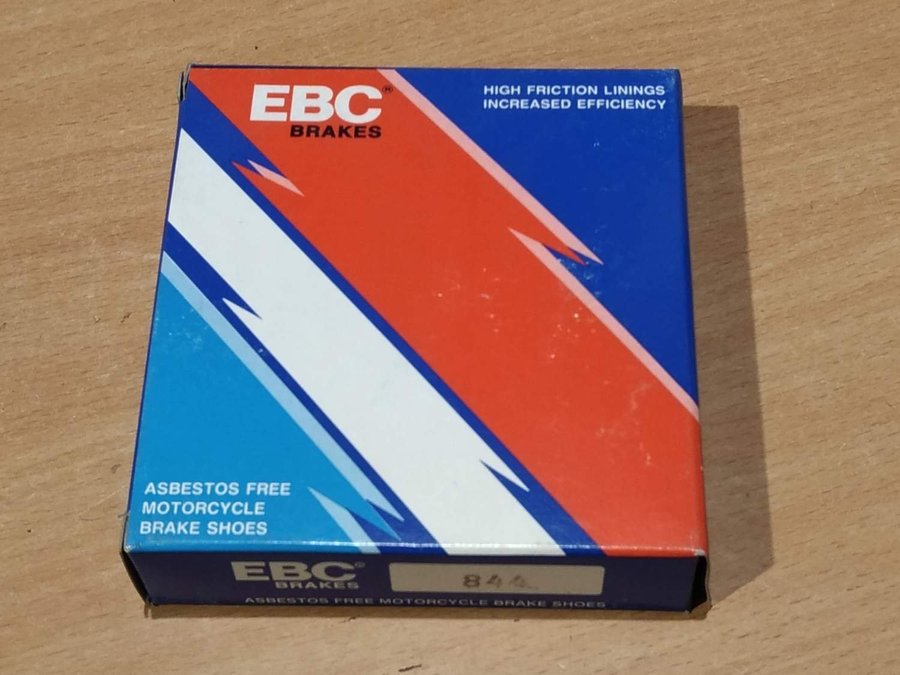 EBC®
BRAKES
HIGH FRICTION LININGS
INCREASED EFFICIENCY
ASBESTOS FREE
MOTORCYCLE
BRAKE SHOES
EBC®
BRAKES
844
ASBESTOS FREE MOTORCYCLE BRAKE SHOES